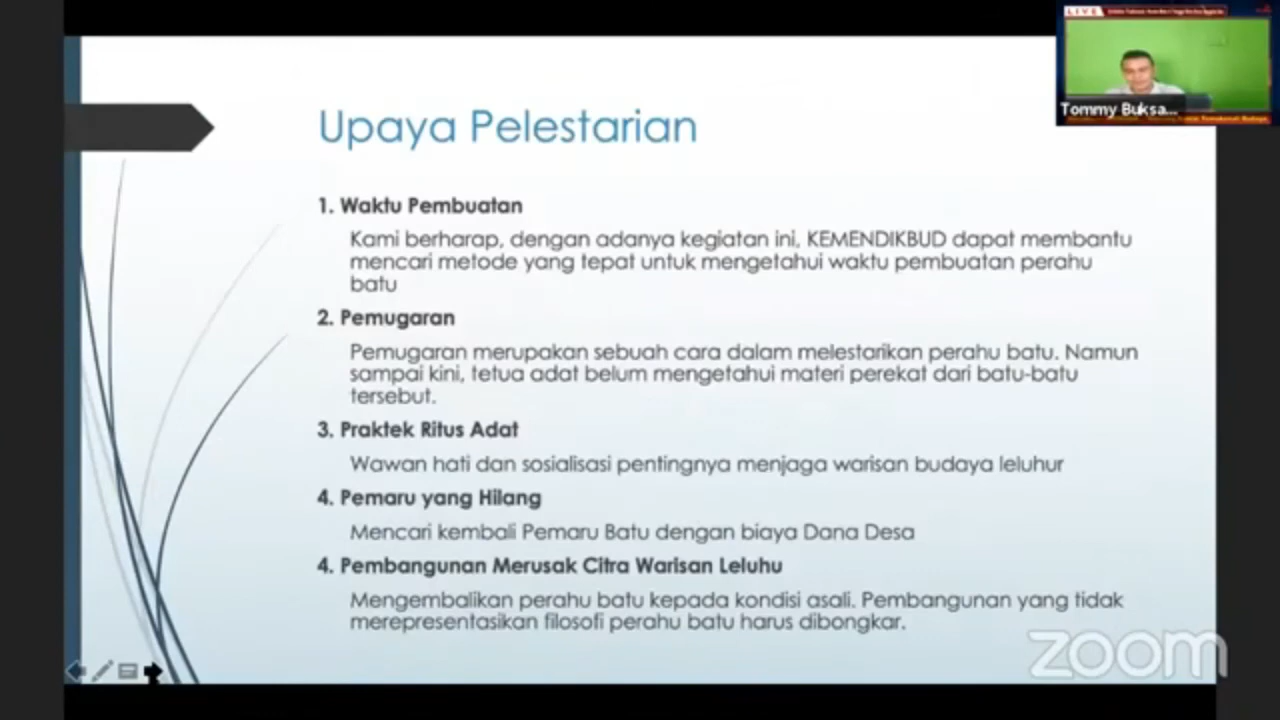 LIVE
Tommy Buksa...
Upaya Pelestarian
1. Waktu Pembuatan
Kami berharap, dengan adanya kegiatan ini, KEMENDIKBUD dapat membantu
mencari metode yang tepat untuk mengetahui waktu pembuatan perahu
batu
2. Pemugaran
Pemugaran merupakan sebuah cara dalam melestarikan perahu batu. Namun
sampai kini, tetua adat belum mengetahui materi perekat dari batu-batu
tersebut.
3. Praktek Ritus Adat
Wawan hati dan sosialisasi pentingnya menjaga warisan budaya leluhur
4. Pemaru yang Hilang
Mencari kembali Pemaru Batu dengan biaya Dana Desa
4. Pembangunan Merusak Citra Warisan Leluhu
Mengembalikan perahu batu kepada kondisi asali. Pembangunan yang tidak
merepresentasikan filosofi perahu batu harus dibongkar.
zoom